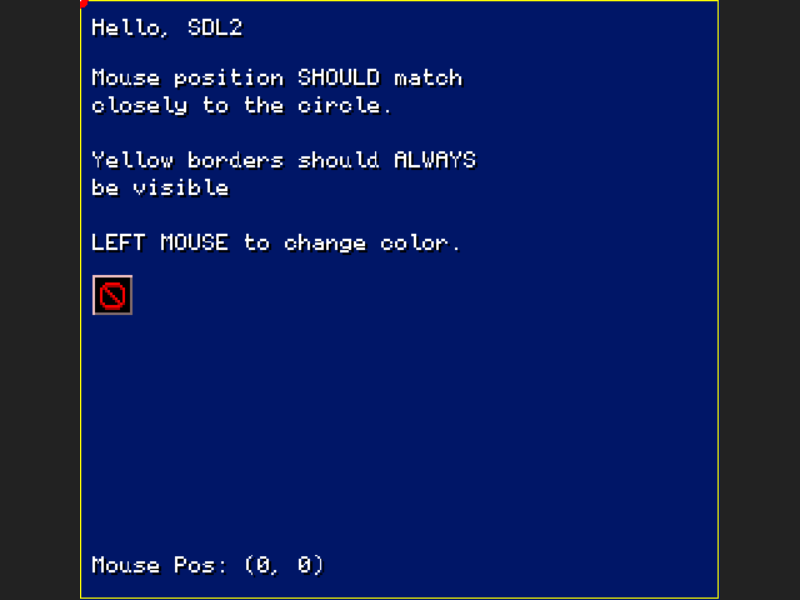 Hello, SDL2
Mouse position SHOULD match
closely to the circle.
Yellow borders should ALWAYS
be visible
LEFT MOUSE to change color.
Mouse Pos: (0, 0)